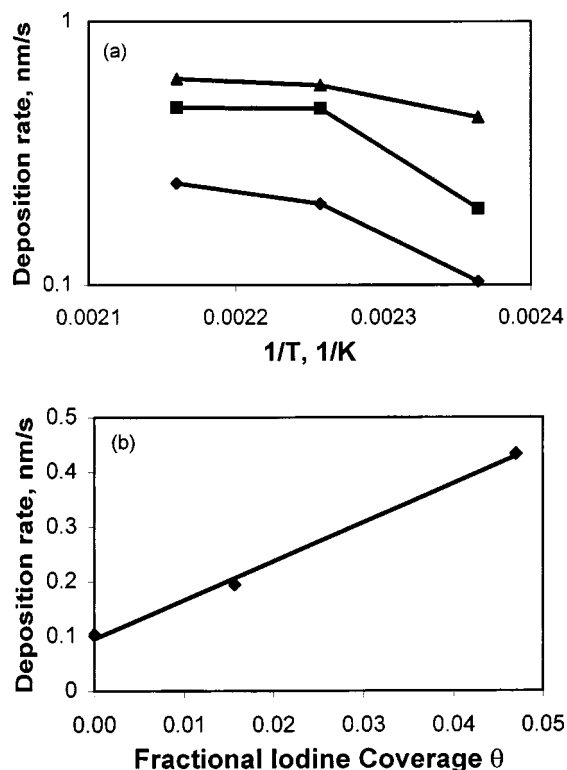 (a)
Deposition rate, nm/s
1
0.1
0.0021 0.0022 0.0023 0.0024
1/T, 1/K
(b)
Deposition rate, nm/s
0.5
0.4
0.3
0.2
0.1
0
0.00 0.01 0.02 0.03 0.04 0.05
Fractional Iodine Coverage θ